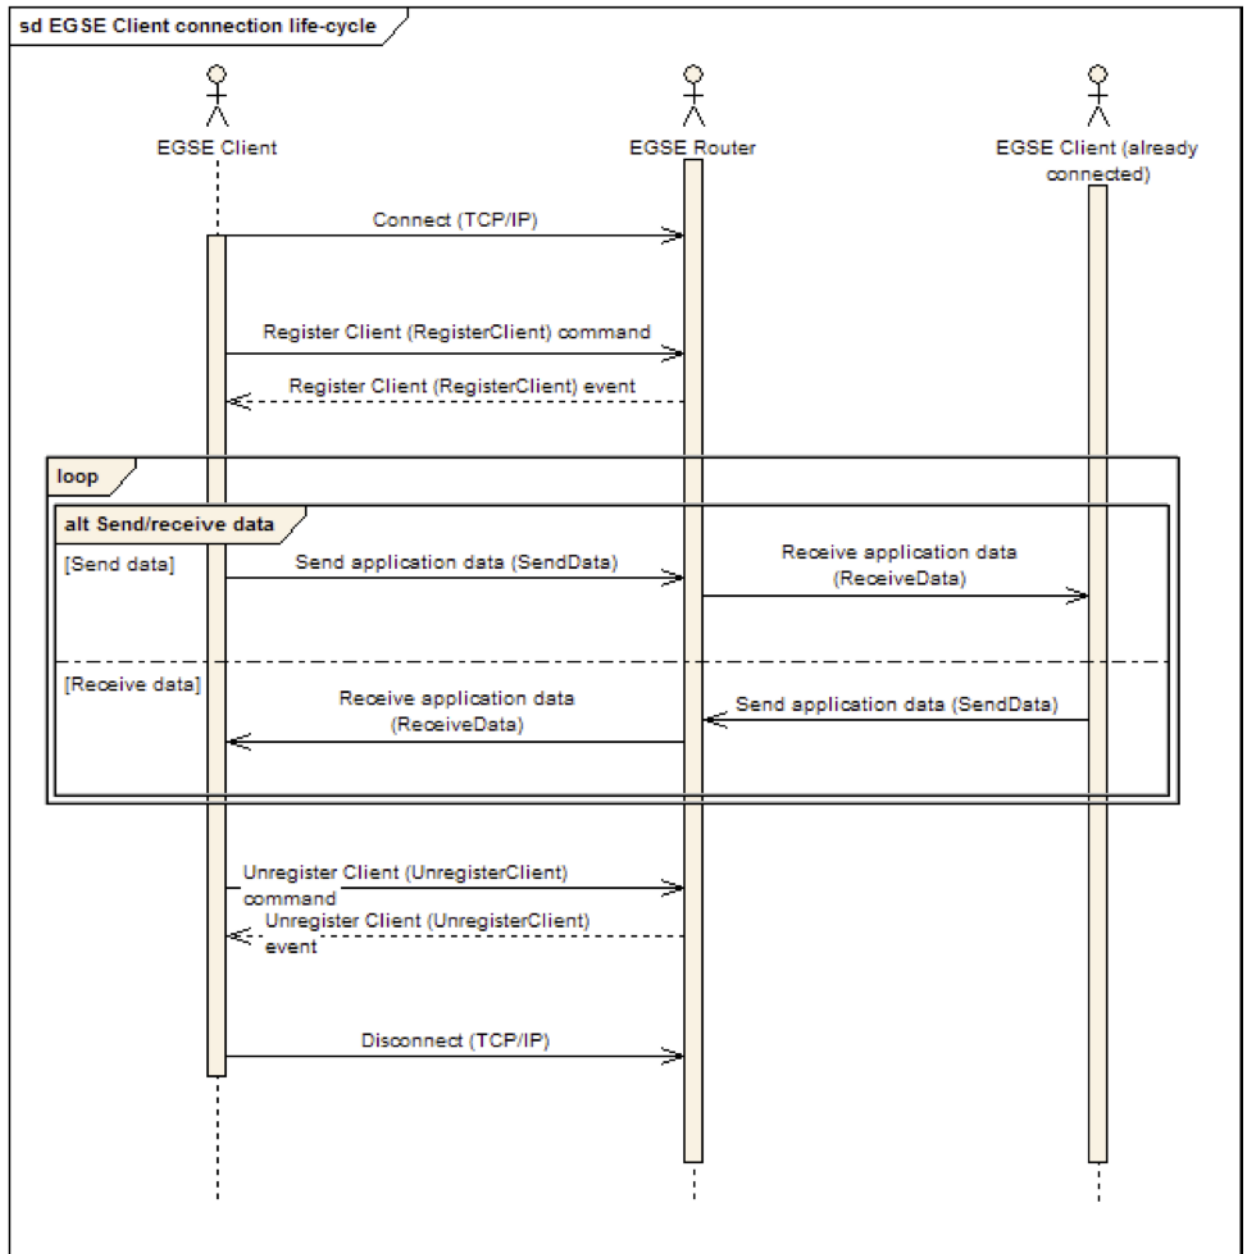 sd EGSE Client connection life-cycle
EGSE Client
EGSE Router
EGSE Client (already
connected)
Connect (TCP/IP)
Register Client (RegisterClient) command
Register Client (RegisterClient) event
loop
alt Send/receive data
[Send data]
Send application data (SendData)
Receive application data
(ReceiveData)
[Receive data]
Receive application data
(ReceiveData)
Send application data (SendData)
Unregister Client (UnregisterClient)
command
Unregister Client (UnregisterClient)
event
Disconnect (TCP/IP)